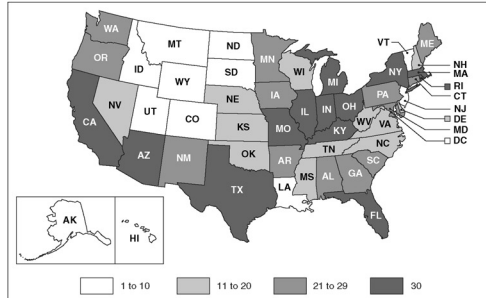 WA
MT
ND
MN
VT
ME
OR
ID
SD
WI
MI
NY
NH
MA
WY
IA
PA
RI
CT
NV
UT
CO
NE
IL
IN
OH
NJ
CA
KS
MO
KY
WV
VA
DE
MD
DC
AZ
NM
OK
AR
TN
NC
TX
LA
MS
AL
GA
SC
FL
AK
HI
1 to 10
11 to 20
21 to 29
30